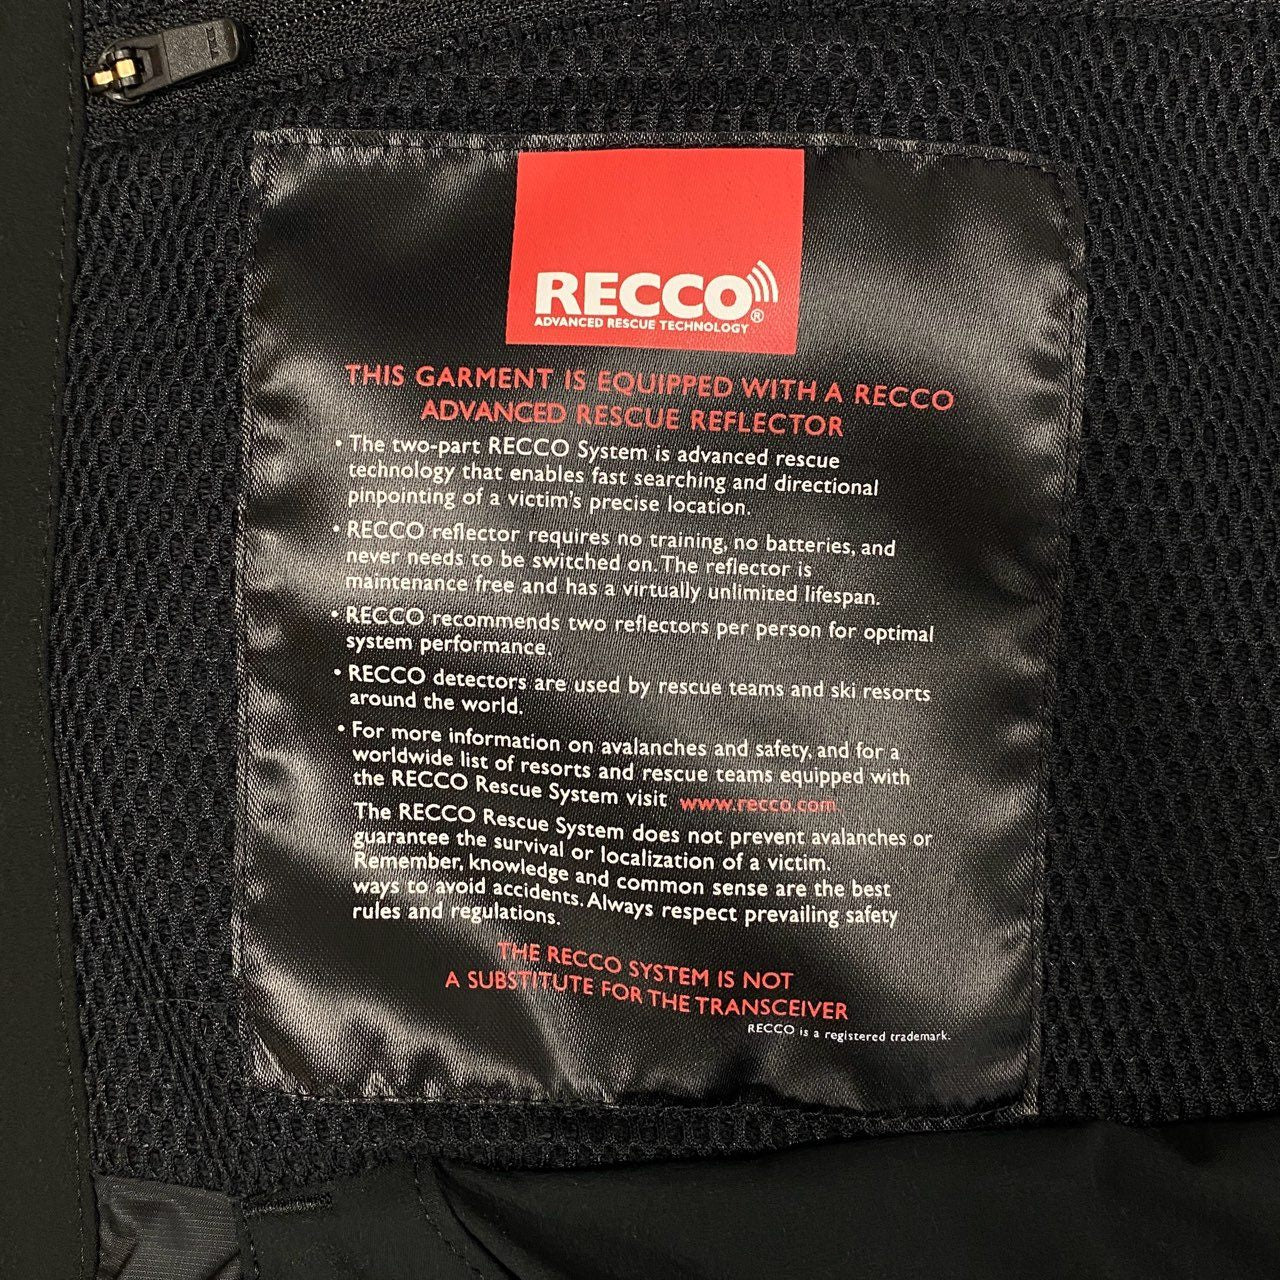 RECCO®
ADVANCED RESCUE TECHNOLOGY
THIS GARMENT IS EQUIPPED WITH A RECCO
ADVANCED RESCUE REFLECTOR
• The two-part RECCO System is advanced rescue
technology that enables fast searching and directional
pinpointing of a victim's precise location.
• RECCO reflector requires no training, no batteries, and
never needs to be switched on. The reflector is
maintenance free and has a virtually unlimited lifespan.
• RECCO recommends two reflectors per person for optimal
system performance.
• RECCO detectors are used by rescue teams and ski resorts
around the world.
• For more information on avalanches and safety, and for a
worldwide list of resorts and rescue teams equipped with
the RECCO Rescue System visit www.recco.com
The RECCO Rescue System does not prevent avalanches or
guarantee the survival or localization of a victim.
Remember, knowledge and common sense are the best
ways to avoid accidents. Always respect prevailing safety
rules and regulations.
THE RECCO SYSTEM IS NOT
A SUBSTITUTE FOR THE TRANSCEIVER
RECCO is a registered trademark.